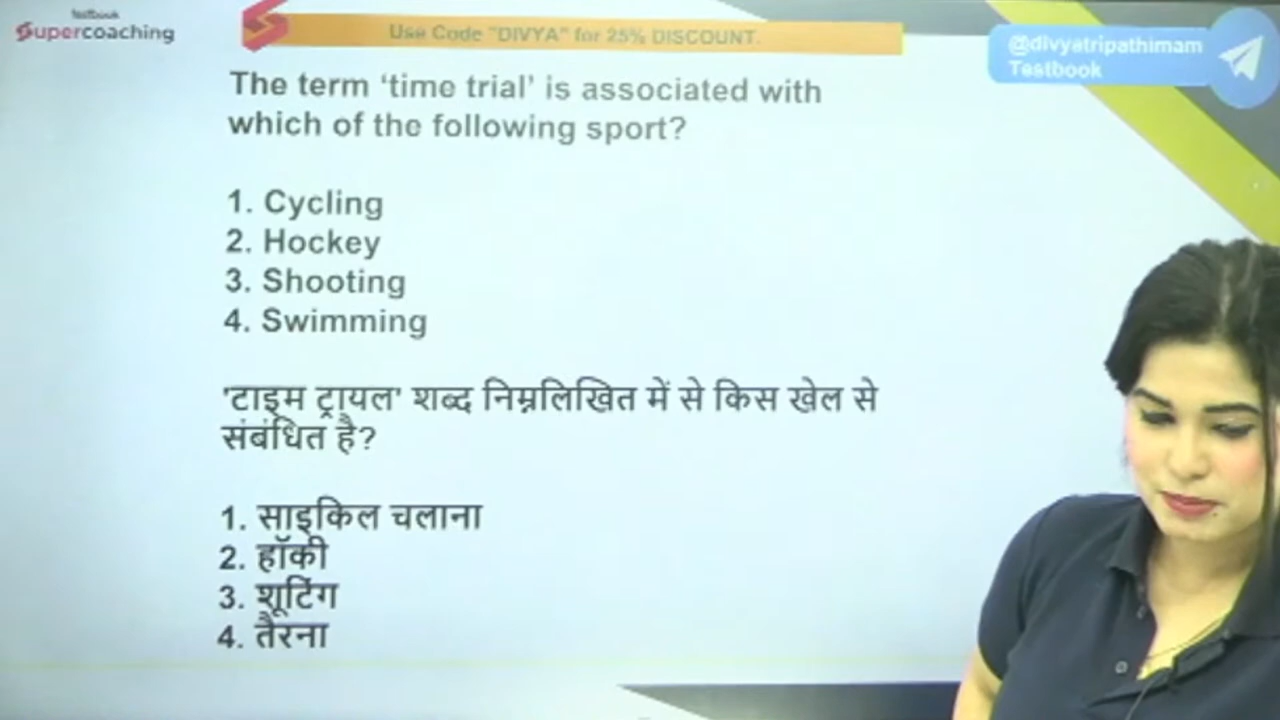 testbook
Supercoaching
Use Code "DIVYA" for 25% DISCOUNT.
@divyatripathimam
Testbook
The term ‘time trial’ is associated with
which of the following sport?
1. Cycling
2. Hockey
3. Shooting
4. Swimming
'टाइम ट्रायल' शब्द निम्नलिखित में से किस खेल से
संबंधित है?
1. साइकिल चलाना
2. हॉकी
3. शूटिंग
4. तैरना